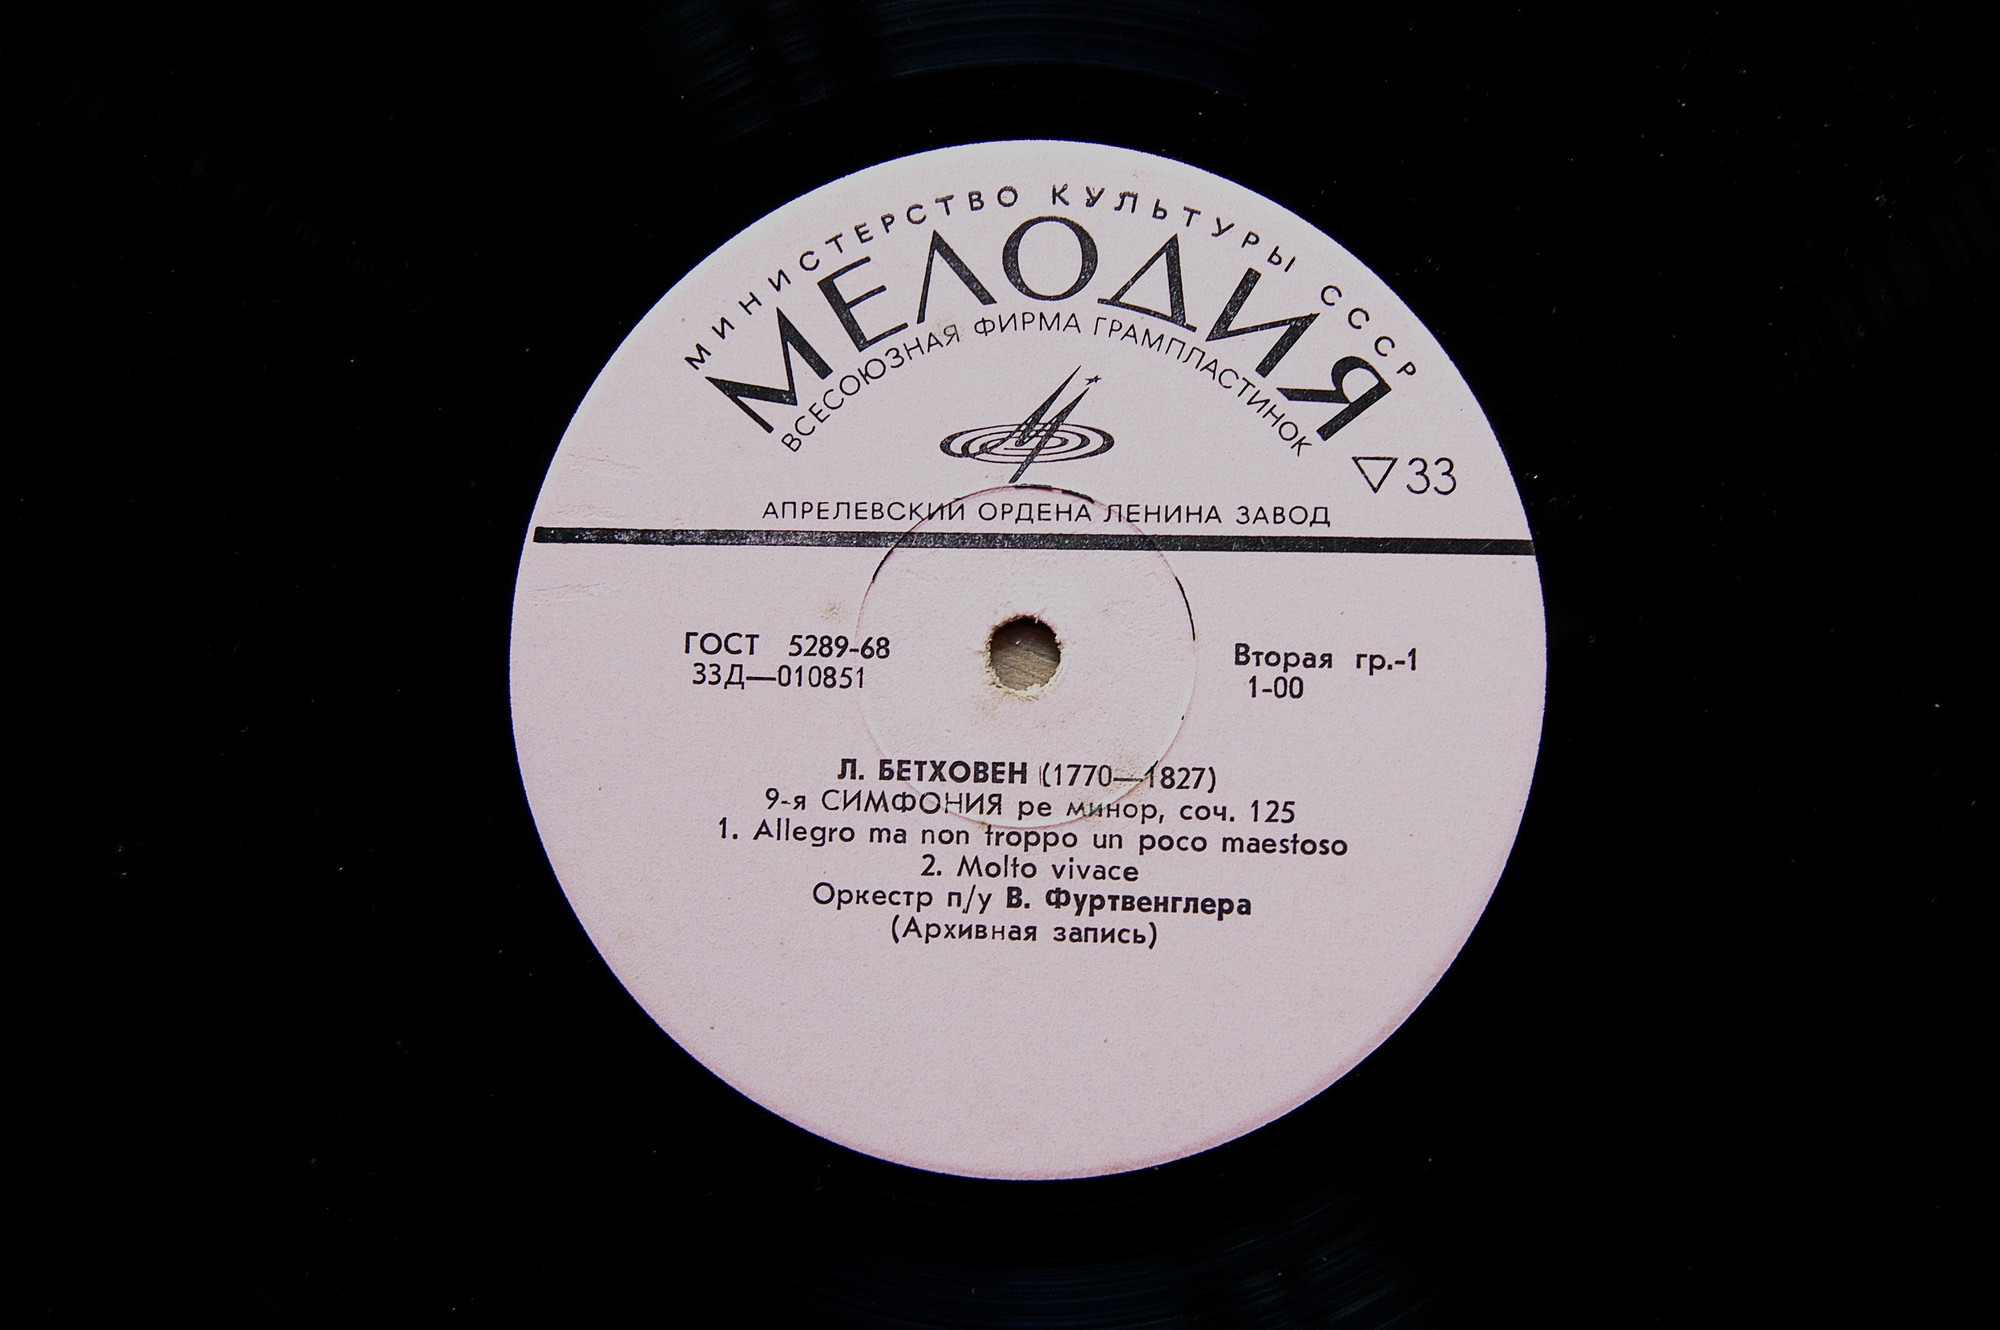 МИНИСТЕРСТВО КУЛЬТУРЫ СССР
МЕЛОДИЯ
ВСЕСОЮЗНАЯ ФИРМА ГРАМПЛАСТИНОК
▽33
АПРЕЛЕВСКИЙ ОРДЕНА ЛЕНИНА ЗАВОД
ГОСТ 5289-68
33Д—010851
Вторая гр.-1
1-00
Л. БЕТХОВЕН (1770—1827)
9-я СИМФОНИЯ ре минор, соч. 125
1. Allegro ma non troppo un poco maestoso
2. Molto vivace
Оркестр п/у В. Фуртвенглера
(Архивная запись)